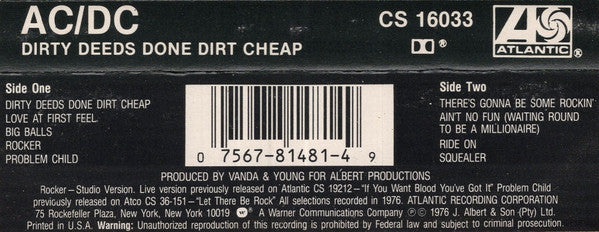 AC/DC
DIRTY DEEDS DONE DIRT CHEAP
CS 16033
®
ATLANTIC®
Side One
DIRTY DEEDS DONE DIRT CHEAP
LOVE AT FIRST FEEL
BIG BALLS
ROCKER
PROBLEM CHILD
0 7567-81481-4 9
Side Two
THERE'S GONNA BE SOME ROCKIN'
AIN'T NO FUN (WAITING ROUND
TO BE A MILLIONAIRE)
RIDE ON
SQUEALER
PRODUCED BY VANDA & YOUNG FOR ALBERT PRODUCTIONS
Rocker–Studio Version. Live version previously released on Atlantic CS 19212–"If You Want Blood You've Got It" Problem Child
previously released on Atco CS 36-151–"Let There Be Rock" All selections recorded in 1976. ATLANTIC RECORDING CORPORATION
75 Rockefeller Plaza, New York, New York 10019 Ⓦ® A Warner Communications Company ℗© 1976 J. Albert & Son (Pty) Ltd.
Printed in U.S.A. Warning: Unauthorized reproduction of this recording is prohibited by Federal law and subject to criminal prosecution.